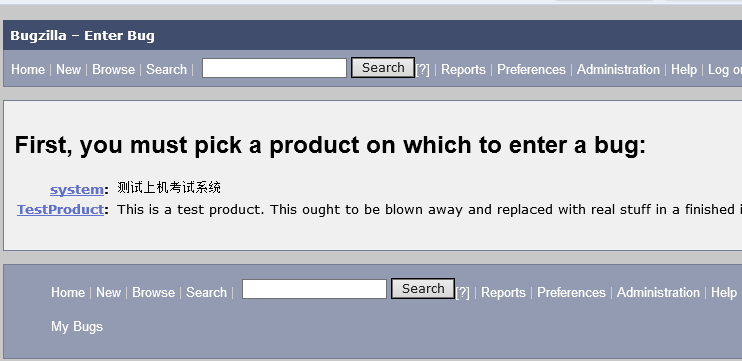 Bugzilla – Enter Bug
Home | New | Browse | Search | Search [?] | Reports | Preferences | Administration | Help | Log
First, you must pick a product on which to enter a bug:
system: 测试上机考试系统
TestProduct: This is a test product. This ought to be blown away and replaced with real stuff in a finished
Home | New | Browse | Search | Search [?] | Reports | Preferences | Administration | Help
My Bugs